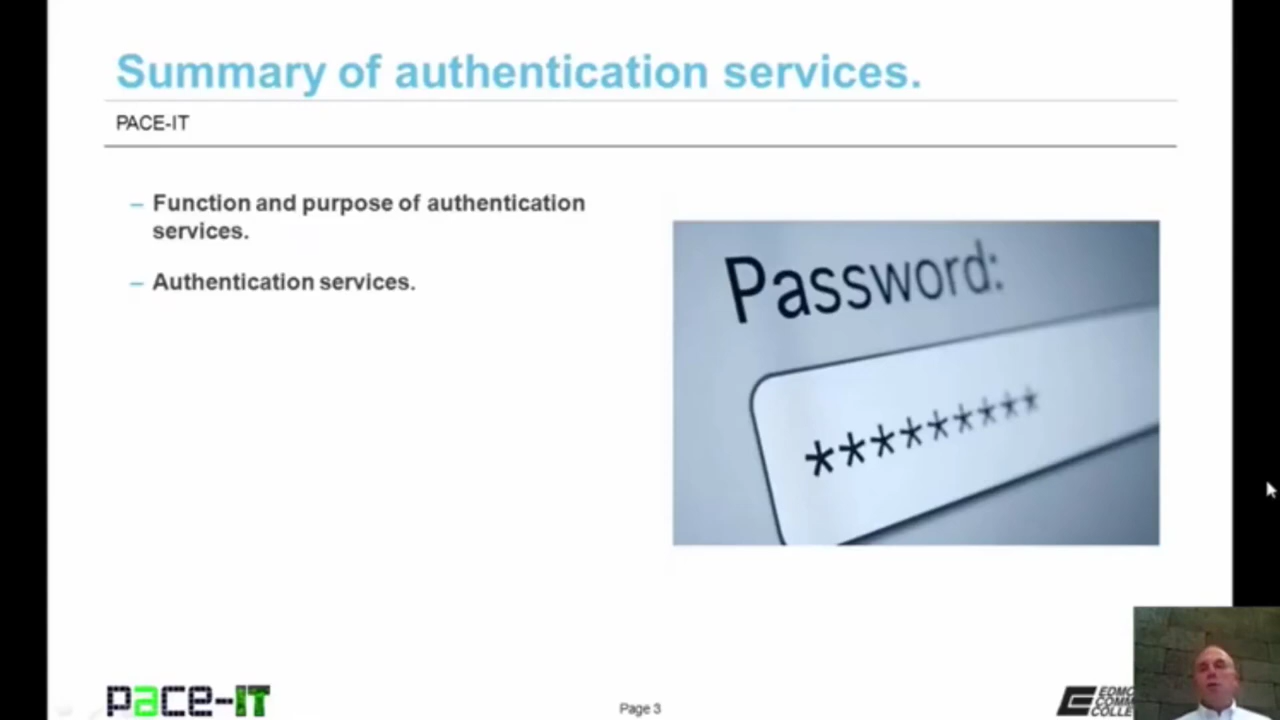 Summary of authentication services.
PACE-IT
– Function and purpose of authentication
services.
– Authentication services.
Password:
*********
pace-IT
Page 3